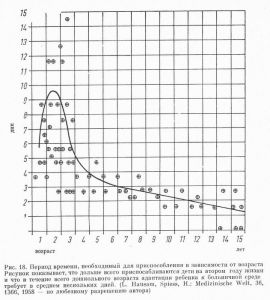 15
14
13
12
11
10
9
8
7
6
5
4
3
2
1
0
дни
1 2 3 4 5 6 7 8 9 10 11 12 13 14 15
возраст лет
Рис. 18. Период времени, необходимый для приспособления в зависимости от возраста
Рисунок показывает, что дольше всего приспосабливаются дети на втором году жизни
и что в течение всего дошкольного возраста адаптация ребенка к больничной среде
требует в среднем нескольких дней. (L. Hansam, Spiess, H.: Medizinische Welt, 36,
1366, 1958 — по любезному разрешению автора)